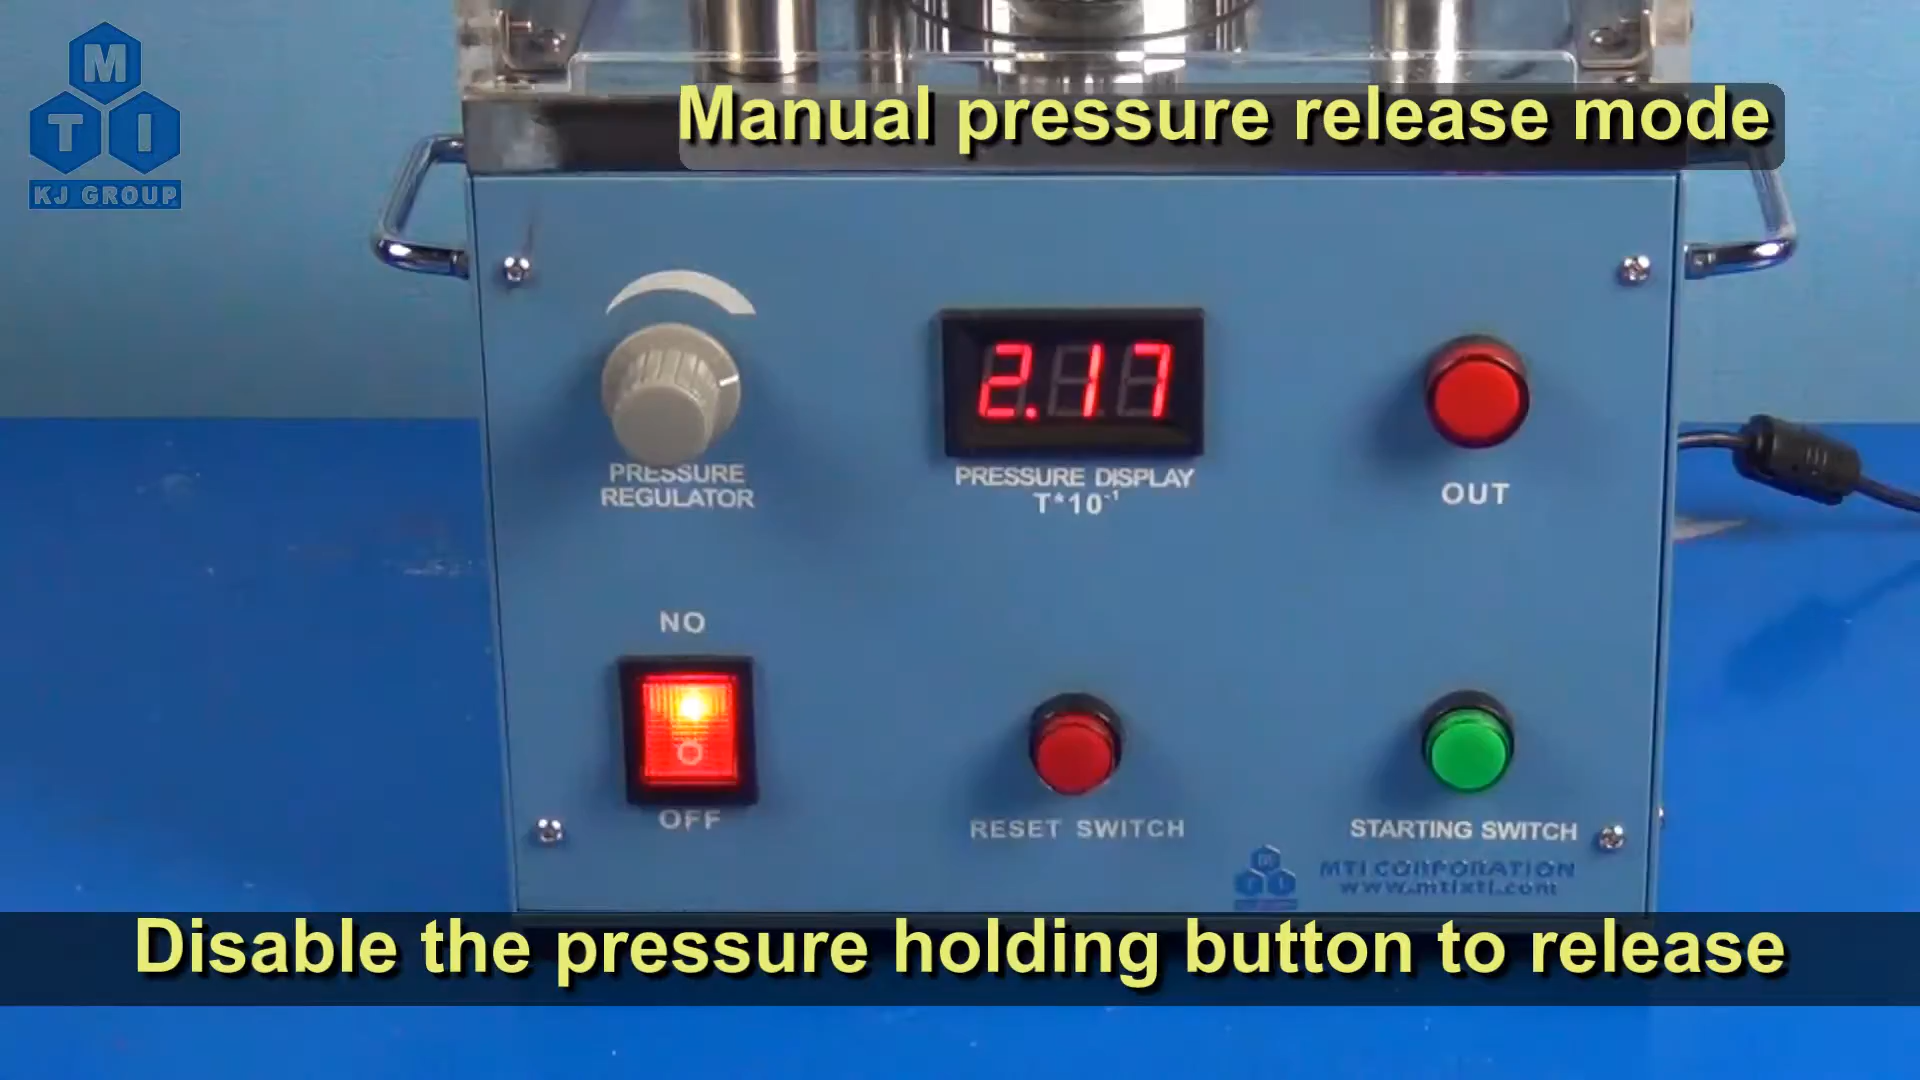 M
T I
KJ GROUP
Manual pressure release mode
2.17
PRESSURE
REGULATOR
PRESSURE DISPLAY
T*10⁻¹
OUT
NO
OFF
RESET SWITCH
STARTING SWITCH
M
T I
MTI CORPORATION
www.mtixtl.com
Disable the pressure holding button to release